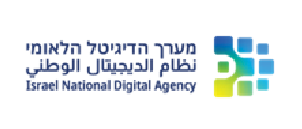 מערך הדיגיטל הלאומי
نظام الديجيتال الوطني
Israel National Digital Agency